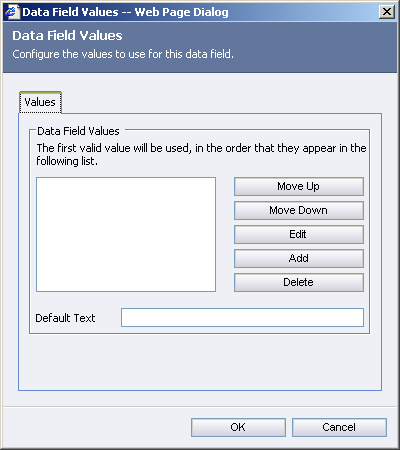 Data Field Values -- Web Page Dialog
Data Field Values
Configure the values to use for this data field.
Values
Data Field Values
The first valid value will be used, in the order that they appear in the
following list.
Move Up
Move Down
Edit
Add
Delete
Default Text
OK
Cancel